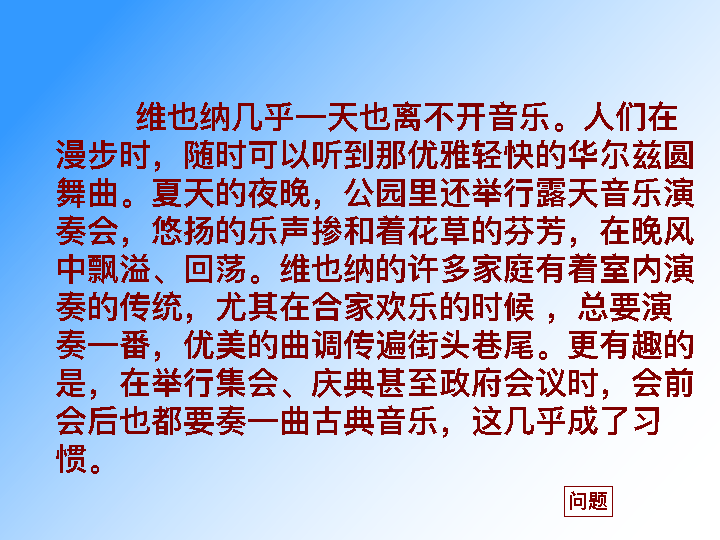 维也纳几乎一天也离不开音乐。人们在
漫步时，随时可以听到那优雅轻快的华尔兹圆
舞曲。夏天的夜晚，公园里还举行露天音乐演
奏会，悠扬的乐声掺和着花草的芬芳，在晚风
中飘溢、回荡。维也纳的许多家庭有着室内演
奏的传统，尤其在合家欢乐的时候 ，总要演
奏一番，优美的曲调传遍街头巷尾。更有趣的
是，在举行集会、庆典甚至政府会议时，会前
会后也都要奏一曲古典音乐，这几乎成了习
惯。
问题